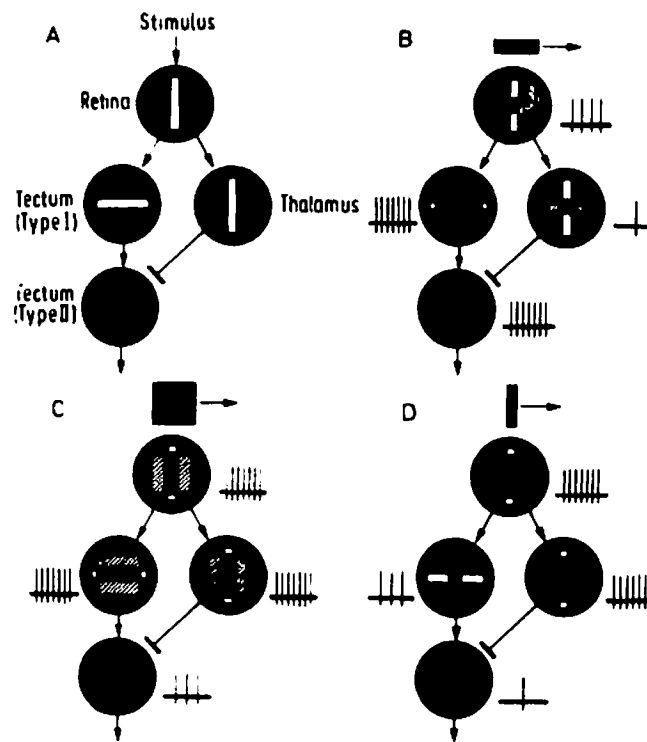 A
Stimulus
Retina
Tectum
(Type I)
Thalamus
Tectum
(Type II)
B
C
D